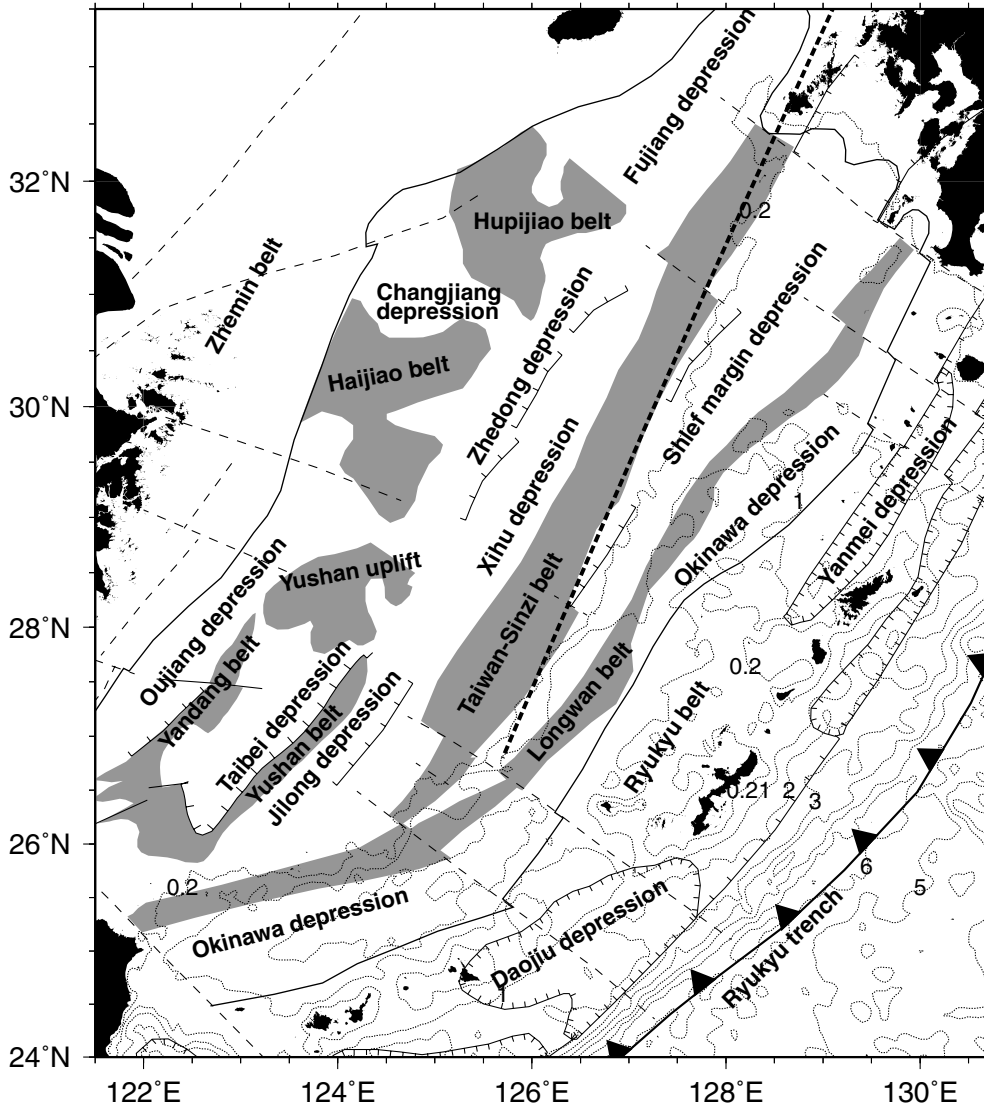 Fujiang depression
32˚N
0.2
Hupijiao belt
Zhemin belt
Changjiang
depression
Zhedong depression
Shlef margin depression
Haijiao belt
30˚N
Xihu depression
Okinawa depression
1
Yanmei depression
Yushan uplift
Oujiang depression
28˚N
Taiwan-Sinzi belt
0.2
Yandang belt
Taibei depression
Yushan belt
Jilong depression
Longwan belt
Ryukyu belt
0.21
2
3
26˚N
0.2
6
5
Okinawa depression
Daojiu depression
Ryukyu trench
24˚N
122˚E
124˚E
126˚E
128˚E
130˚E